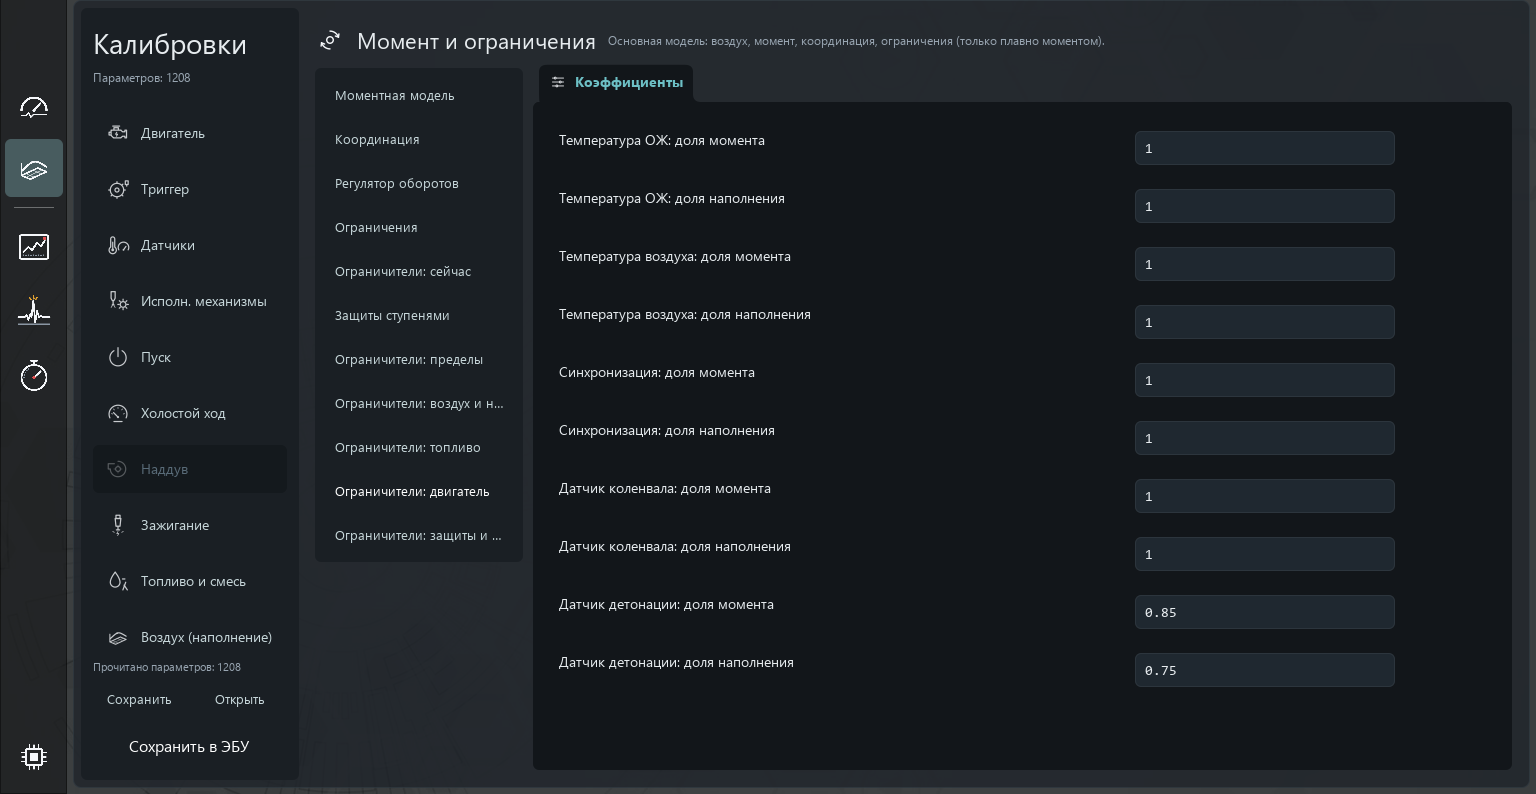 Калибровки
Параметров: 1208
Двигатель
Триггер
Датчики
Исполн. механизмы
Пуск
Холостой ход
Наддув
Зажигание
Топливо и смесь
Воздух (наполнение)
Прочитано параметров: 1208
Сохранить
Открыть
Сохранить в ЭБУ
Момент и ограничения
Основная модель: воздух, момент, координация, ограничения (только плавно моментом).
Моментная модель
Координация
Регулятор оборотов
Ограничения
Ограничители: сейчас
Защиты ступенями
Ограничители: пределы
Ограничители: воздух и н...
Ограничители: топливо
Ограничители: двигатель
Ограничители: защиты и ...
Коэффициенты
Температура ОЖ: доля момента
1
Температура ОЖ: доля наполнения
1
Температура воздуха: доля момента
1
Температура воздуха: доля наполнения
1
Синхронизация: доля момента
1
Синхронизация: доля наполнения
1
Датчик коленвала: доля момента
1
Датчик коленвала: доля наполнения
1
Датчик детонации: доля момента
0.85
Датчик детонации: доля наполнения
0.75